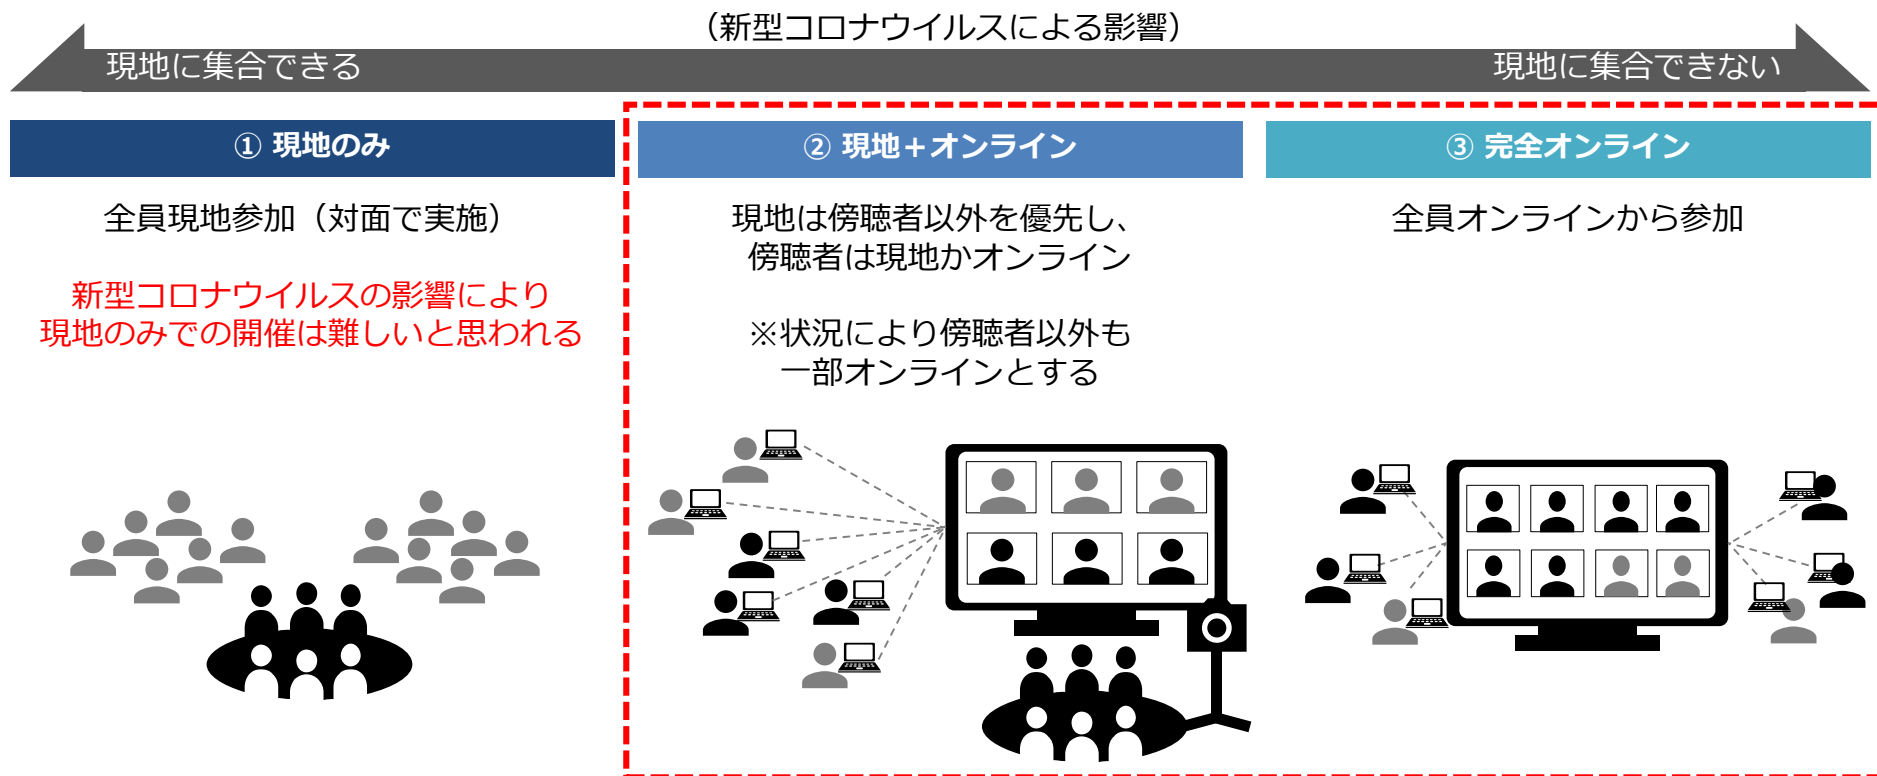 （新型コロナウイルスによる影響）
現地に集合できる
現地に集合できない
① 現地のみ
全員現地参加（対面で実施）
新型コロナウイルスの影響により
現地のみでの開催は難しいと思われる
② 現地＋オンライン
現地は傍聴者以外を優先し、
傍聴者は現地かオンライン
※状況により傍聴者以外も
一部オンラインとする
③ 完全オンライン
全員オンラインから参加